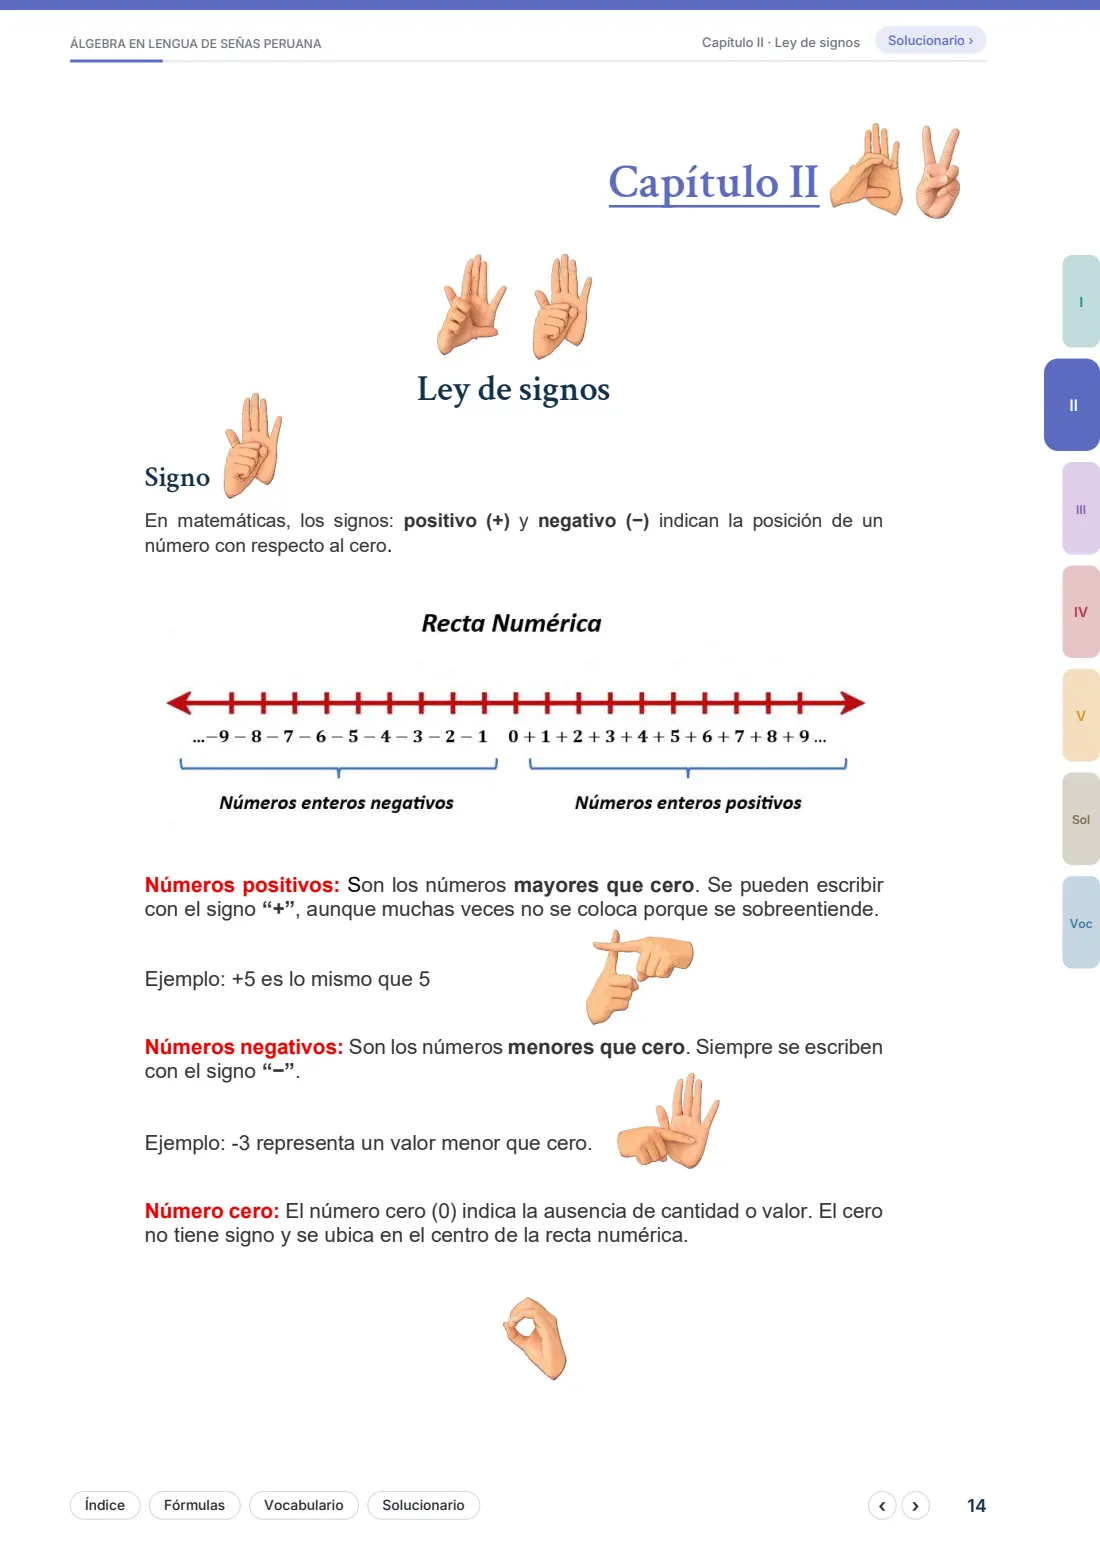 ÁLGEBRA EN LENGUA DE SEÑAS PERUANA
Capítulo II · Ley de signos
Solucionario ›
Capítulo II
Ley de signos
Signo
En matemáticas, los signos: positivo (+) y negativo (−) indican la posición de un
número con respecto al cero.
Recta Numérica
...−9 − 8 − 7 − 6 − 5 − 4 − 3 − 2 − 1 0 + 1 + 2 + 3 + 4 + 5 + 6 + 7 + 8 + 9 ...
Números enteros negativos
Números enteros positivos
Números positivos: Son los números mayores que cero. Se pueden escribir
con el signo “+”, aunque muchas veces no se coloca porque se sobreentiende.
Ejemplo: +5 es lo mismo que 5
Números negativos: Son los números menores que cero. Siempre se escriben
con el signo “−”.
Ejemplo: -3 representa un valor menor que cero.
Número cero: El número cero (0) indica la ausencia de cantidad o valor. El cero
no tiene signo y se ubica en el centro de la recta numérica.
I
II
III
IV
V
Sol
Voc
Índice
Fórmulas
Vocabulario
Solucionario
‹ ›
14